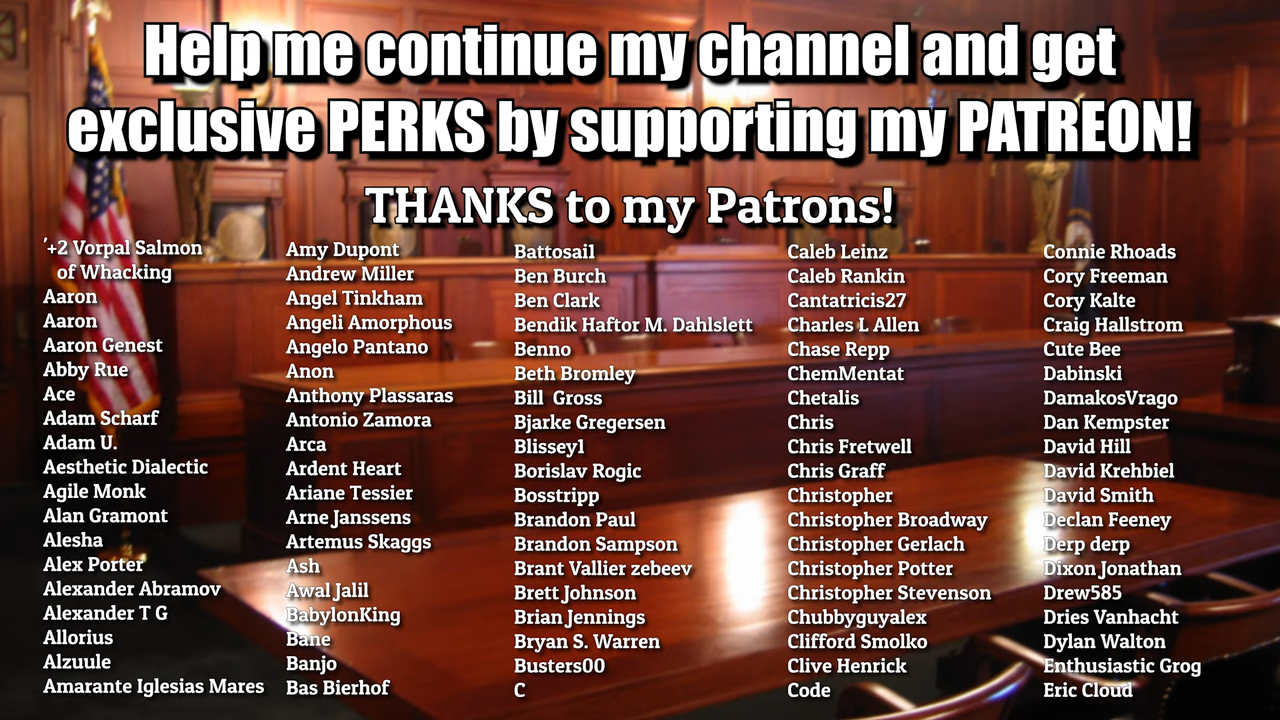 Help me continue my channel and get
exclusive PERKS by supporting my PATREON!
THANKS to my Patrons!
'+2 Vorpal Salmon
of Whacking
Aaron
Aaron
Aaron Genest
Abby Rue
Ace
Adam Scharf
Adam U.
Aesthetic Dialectic
Agile Monk
Alan Gramont
Alesha
Alex Porter
Alexander Abramov
Alexander T G
Allorius
Alzuule
Amarante Iglesias Mares
Amy Dupont
Andrew Miller
Angel Tinkham
Angeli Amorphous
Angelo Pantano
Anon
Anthony Plassaras
Antonio Zamora
Arca
Ardent Heart
Ariane Tessier
Arne Janssens
Artemus Skaggs
Ash
Awal Jalil
BabylonKing
Bane
Banjo
Bas Bierhof
Battosai1
Ben Burch
Ben Clark
Bendik Haftor M. Dahlslett
Benno
Beth Bromley
Bill  Gross
Bjarke Gregersen
Blissey1
Borislav Rogic
Bosstripp
Brandon Paul
Brandon Sampson
Brant Vallier zebeev
Brett Johnson
Brian Jennings
Bryan S. Warren
Busters00
C
Caleb Leinz
Caleb Rankin
Cantatricis27
Charles L Allen
Chase Repp
ChemMentat
Chetalis
Chris
Chris Fretwell
Chris Graff
Christopher
Christopher Broadway
Christopher Gerlach
Christopher Potter
Christopher Stevenson
Chubbyguyalex
Clifford Smolko
Clive Henrick
Code
Connie Rhoads
Cory Freeman
Cory Kalte
Craig Hallstrom
Cute Bee
Dabinski
DamakosVrago
Dan Kempster
David Hill
David Krehbiel
David Smith
Declan Feeney
Derp derp
Dixon Jonathan
Drew585
Dries Vanhacht
Dylan Walton
Enthusiastic Grog
Eric Cloud